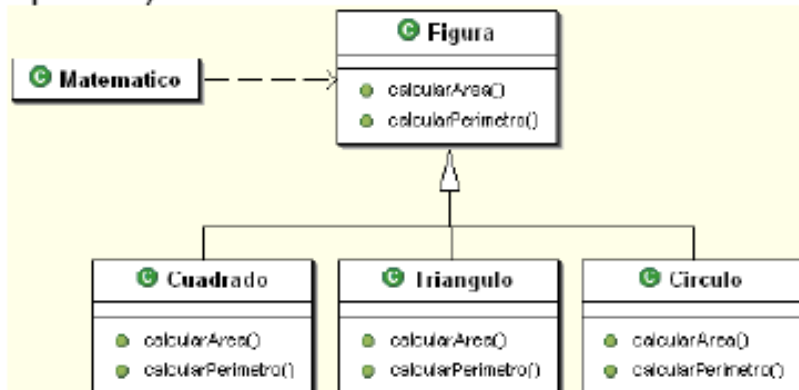 C Figura
C Matematico
calcularArea()
calcularPerimetro()
C Cuadrado
calcularArea()
calcularPerimetro()
C Triangulo
calcularArea()
calcularPerimetro()
C Circulo
calcularArea()
calcularPerimetro()